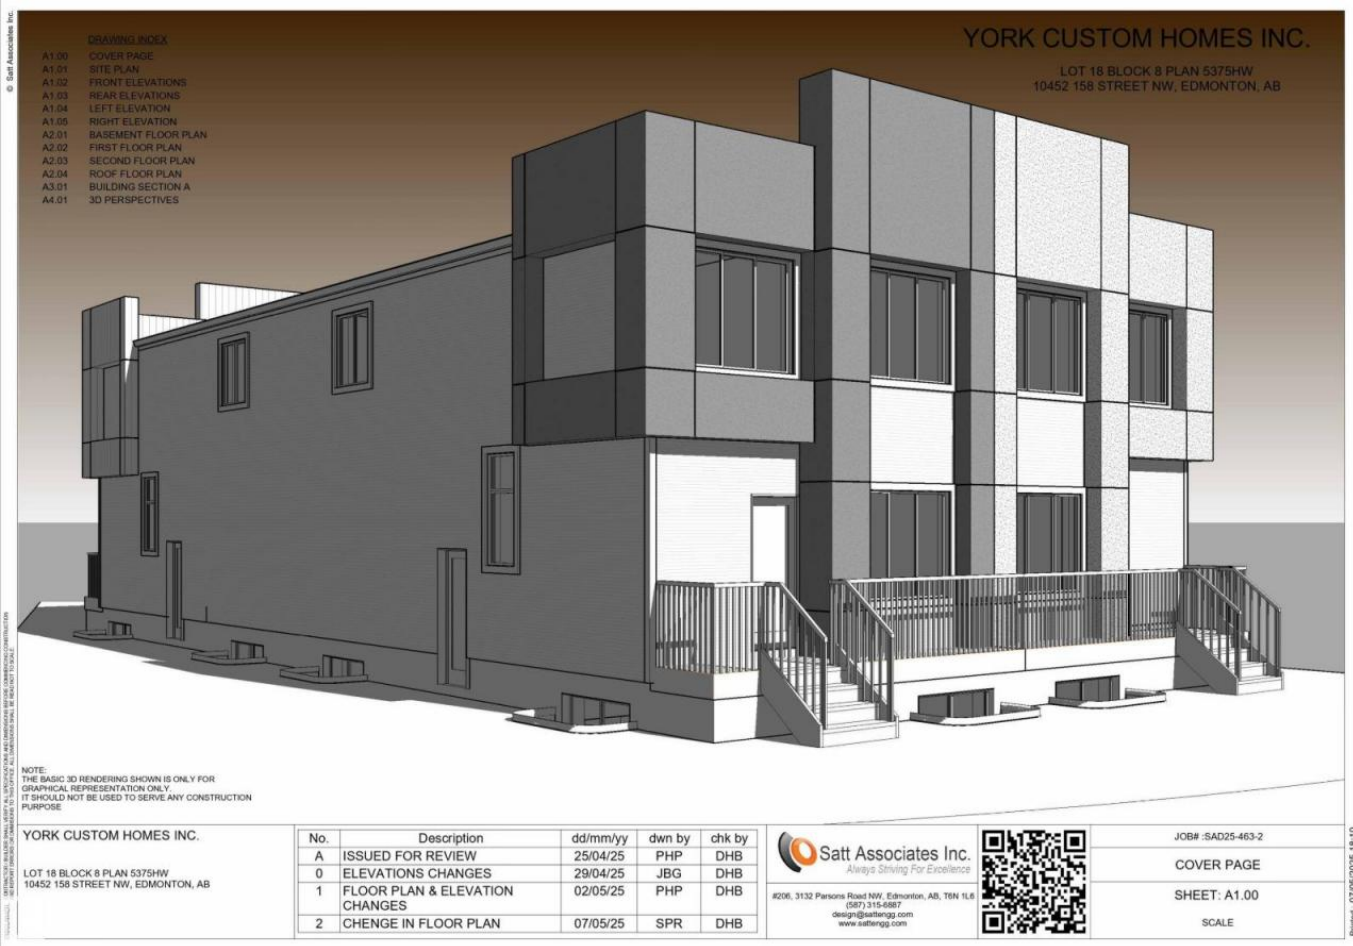 © Satt Associates Inc.
DRAWING INDEX
A1.00 COVER PAGE
A1.01 SITE PLAN
A1.02 FRONT ELEVATIONS
A1.03 REAR ELEVATIONS
A1.04 LEFT ELEVATION
A1.05 RIGHT ELEVATION
A2.01 BASEMENT FLOOR PLAN
A2.02 FIRST FLOOR PLAN
A2.03 SECOND FLOOR PLAN
A2.04 ROOF FLOOR PLAN
A3.01 BUILDING SECTION A
A4.01 3D PERSPECTIVES
YORK CUSTOM HOMES INC.
LOT 18 BLOCK 8 PLAN 5375HW
10452 158 STREET NW, EDMONTON, AB
NOTE:
THE BASIC 3D RENDERING SHOWN IS ONLY FOR
GRAPHICAL REPRESENTATION ONLY.
IT SHOULD NOT BE USED TO SERVE ANY CONSTRUCTION
PURPOSE
YORK CUSTOM HOMES INC.
LOT 18 BLOCK 8 PLAN 5375HW
10452 158 STREET NW, EDMONTON, AB
No. Description dd/mm/yy dwn by chk by
A ISSUED FOR REVIEW 25/04/25 PHP DHB
0 ELEVATIONS CHANGES 29/04/25 JBG DHB
1 FLOOR PLAN & ELEVATION 02/05/25 PHP DHB
CHANGES
2 CHENGE IN FLOOR PLAN 07/05/25 SPR DHB
Satt Associates Inc.
Always Striving For Excellence
#206, 3132 Parsons Road NW, Edmonton, AB, T6N 1L6
(587) 315-6887
design@sattengg.com
www.sattengg.com
JOB# :SAD25-463-2
COVER PAGE
SHEET: A1.00
SCALE